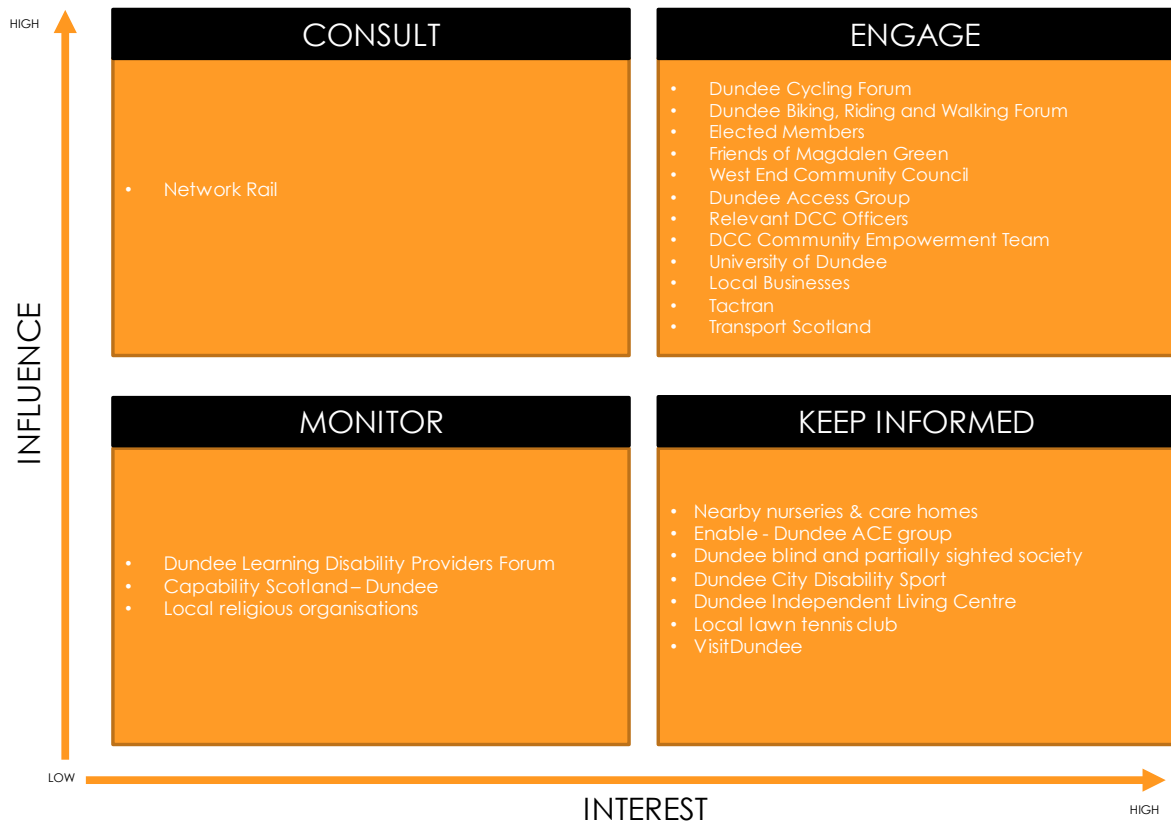 HIGH
CONSULT
• Network Rail
ENGAGE
• Dundee Cycling Forum
• Dundee Biking, Riding and Walking Forum
• Elected Members
• Friends of Magdalen Green
• West End Community Council
• Dundee Access Group
• Relevant DCC Officers
• DCC Community Empowerment Team
• University of Dundee
• Local Businesses
• Tactran
• Transport Scotland
INFLUENCE
MONITOR
• Dundee Learning Disability Providers Forum
• Capability Scotland – Dundee
• Local religious organisations
KEEP INFORMED
• Nearby nurseries & care homes
• Enable - Dundee ACE group
• Dundee blind and partially sighted society
• Dundee City Disability Sport
• Dundee Independent Living Centre
• Local lawn tennis club
• VisitDundee
LOW
INTEREST
HIGH